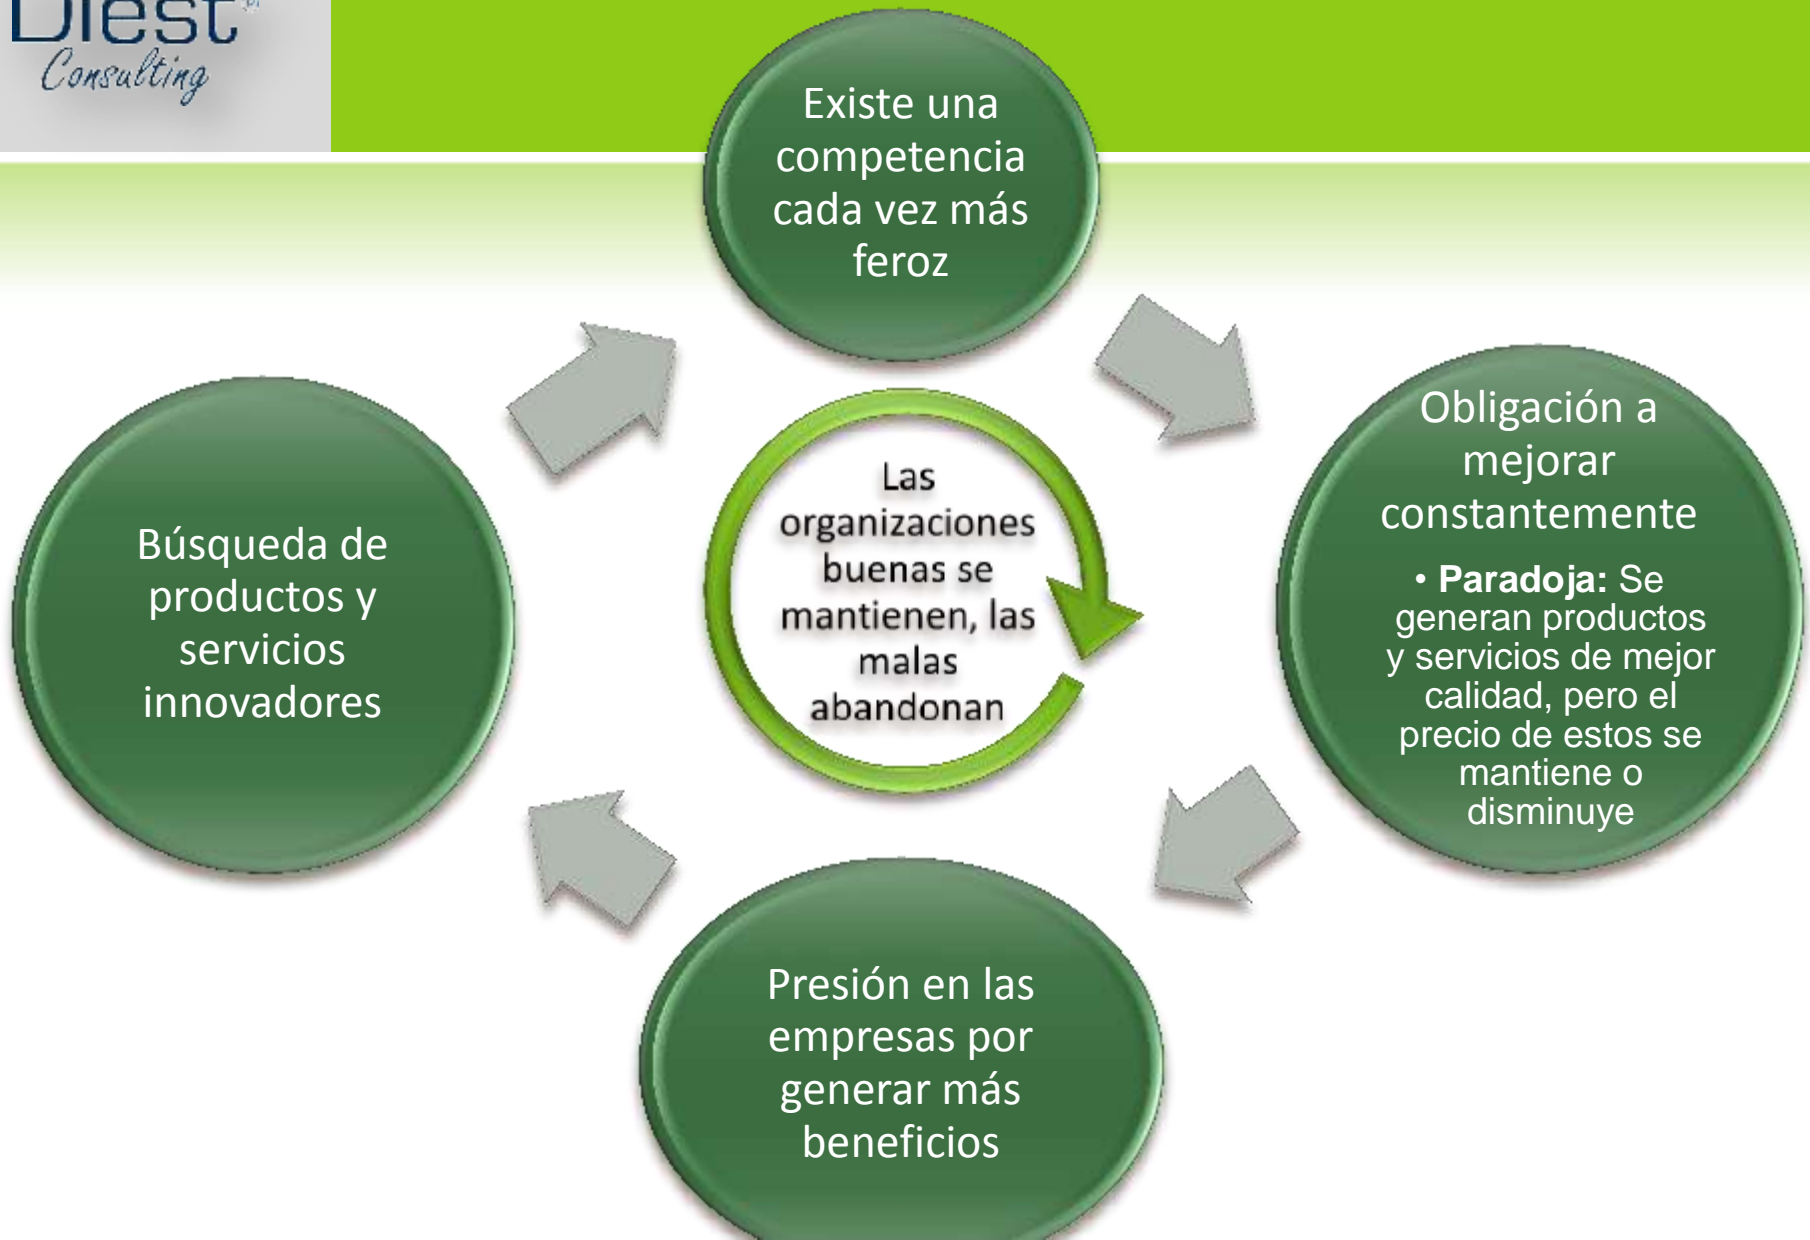 Diest
Consulting
Existe una
competencia
cada vez más
feroz
Obligación a
mejorar
constantemente
• Paradoja: Se
generan productos
y servicios de mejor
calidad, pero el
precio de estos se
mantiene o
disminuye
Presión en las
empresas por
generar más
beneficios
Búsqueda de
productos y
servicios
innovadores
Las
organizaciones
buenas se
mantienen, las
malas
abandonan